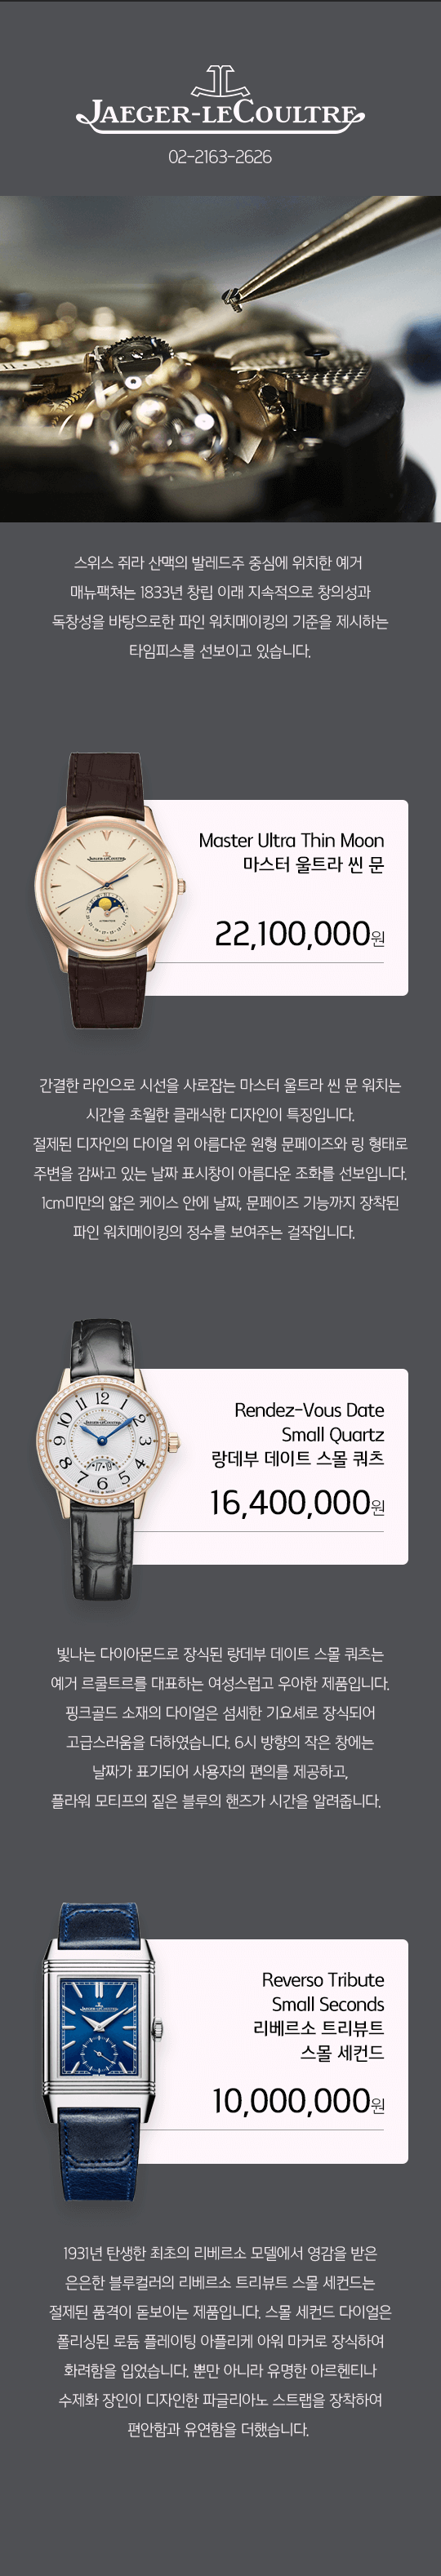 JAEGER-LECOULTRE
02-2163-2626
스위스 쥐라 산맥의 발레드주 중심에 위치한 예거
매뉴팩쳐는 1833년 창립 이래 지속적으로 창의성과
독창성을 바탕으로한 파인 워치메이킹의 기준을 제시하는
타임피스를 선보이고 있습니다.
Master Ultra Thin Moon
마스터 울트라 씬 문
22,100,000원
간결한 라인으로 시선을 사로잡는 마스터 울트라 씬 문 워치는
시간을 초월한 클래식한 디자인이 특징입니다.
절제된 디자인의 다이얼 위 아름다운 원형 문페이즈와 링 형태로
주변을 감싸고 있는 날짜 표시창이 아름다운 조화를 선보입니다.
1cm미만의 얇은 케이스 안에 날짜, 문페이즈 기능까지 장착된
파인 워치메이킹의 정수를 보여주는 걸작입니다.
Rendez-Vous Date
Small Quartz
랑데부 데이트 스몰 쿼츠
16,400,000원
12
1
2
3
4
5
6
7
8
9
10
11
17
빛나는 다이아몬드로 장식된 랑데부 데이트 스몰 쿼츠는
예거 르쿨트르를 대표하는 여성스럽고 우아한 제품입니다.
핑크골드 소재의 다이얼은 섬세한 기요셰로 장식되어
고급스러움을 더하였습니다. 6시 방향의 작은 창에는
날짜가 표기되어 사용자의 편의를 제공하고,
플라워 모티프의 짙은 블루의 핸즈가 시간을 알려줍니다.
Reverso Tribute
Small Seconds
리베르소 트리뷰트
스몰 세컨드
10,000,000원
1931년 탄생한 최초의 리베르소 모델에서 영감을 받은
은은한 블루컬러의 리베르소 트리뷰트 스몰 세컨드는
절제된 품격이 돋보이는 제품입니다. 스몰 세컨드 다이얼은
폴리싱된 로듐 플레이팅 아플리케 아워 마커로 장식하여
화려함을 입었습니다. 뿐만 아니라 유명한 아르헨티나
수제화 장인이 디자인한 파글리아노 스트랩을 장착하여
편안함과 유연함을 더했습니다.